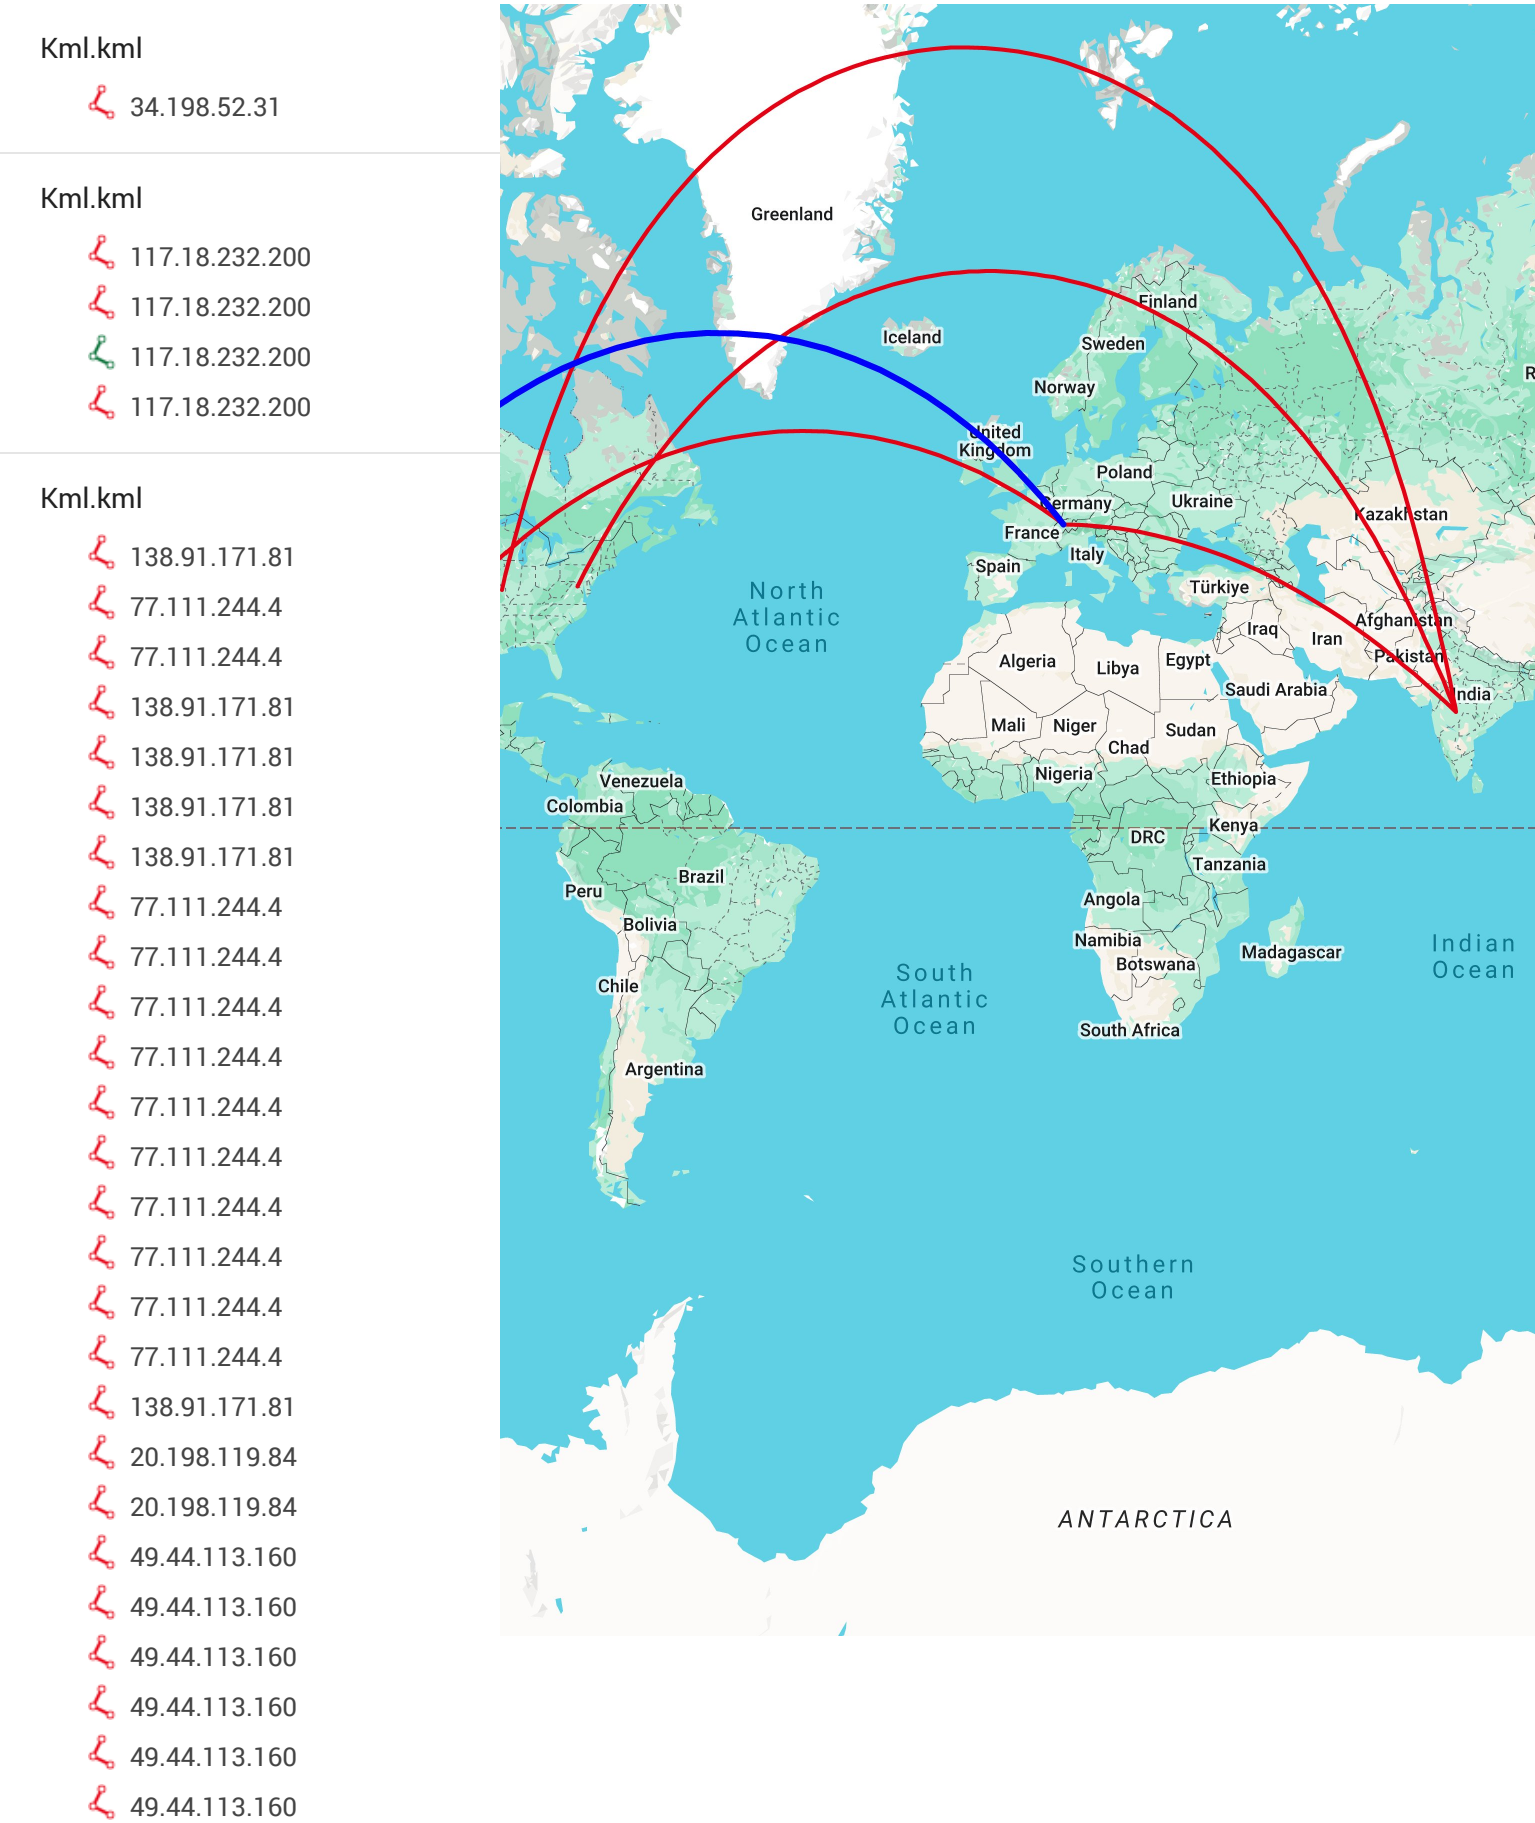 Kml.kml
34.198.52.31
Kml.kml
117.18.232.200
117.18.232.200
117.18.232.200
117.18.232.200
Kml.kml
138.91.171.81
77.111.244.4
77.111.244.4
138.91.171.81
138.91.171.81
138.91.171.81
138.91.171.81
77.111.244.4
77.111.244.4
77.111.244.4
77.111.244.4
77.111.244.4
77.111.244.4
77.111.244.4
77.111.244.4
77.111.244.4
77.111.244.4
138.91.171.81
20.198.119.84
20.198.119.84
49.44.113.160
49.44.113.160
49.44.113.160
49.44.113.160
49.44.113.160
49.44.113.160
Greenland
Finland
Iceland
Sweden
Norway
R
United
Kingdom
Poland
Germany
Ukraine
Kazakhstan
France
Italy
Spain
Türkiye
North
Atlantic
Ocean
Afghanistan
Iraq
Iran
Pakistan
Algeria
Libya
Egypt
Saudi Arabia
India
Mali
Niger
Sudan
Chad
Nigeria
Ethiopia
Venezuela
Colombia
Kenya
DRC
Tanzania
Brazil
Peru
Angola
Bolivia
Namibia
Botswana
Madagascar
Indian
Ocean
Chile
South
Atlantic
Ocean
South Africa
Argentina
Southern
Ocean
ANTARCTICA